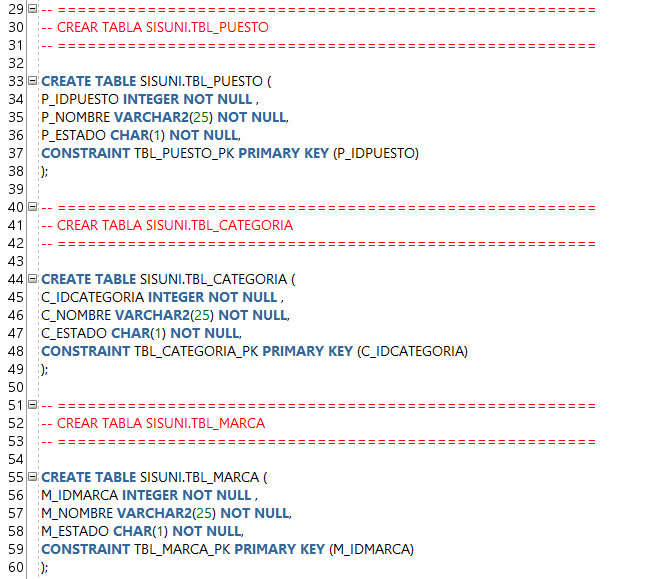 29 -- ======================================================
30 -- CREAR TABLA SISUNI.TBL_PUESTO
31 -- ======================================================
32
33 CREATE TABLE SISUNI.TBL_PUESTO (
34 P_IDPUESTO INTEGER NOT NULL ,
35 P_NOMBRE VARCHAR2(25) NOT NULL,
36 P_ESTADO CHAR(1) NOT NULL,
37 CONSTRAINT TBL_PUESTO_PK PRIMARY KEY (P_IDPUESTO)
38 );
39
40 -- ======================================================
41 -- CREAR TABLA SISUNI.TBL_CATEGORIA
42 -- ======================================================
43
44 CREATE TABLE SISUNI.TBL_CATEGORIA (
45 C_IDCATEGORIA INTEGER NOT NULL ,
46 C_NOMBRE VARCHAR2(25) NOT NULL,
47 C_ESTADO CHAR(1) NOT NULL,
48 CONSTRAINT TBL_CATEGORIA_PK PRIMARY KEY (C_IDCATEGORIA)
49 );
50
51 -- ======================================================
52 -- CREAR TABLA SISUNI.TBL_MARCA
53 -- ======================================================
54
55 CREATE TABLE SISUNI.TBL_MARCA (
56 M_IDMARCA INTEGER NOT NULL ,
57 M_NOMBRE VARCHAR2(25) NOT NULL,
58 M_ESTADO CHAR(1) NOT NULL,
59 CONSTRAINT TBL_MARCA_PK PRIMARY KEY (M_IDMARCA)
60 );